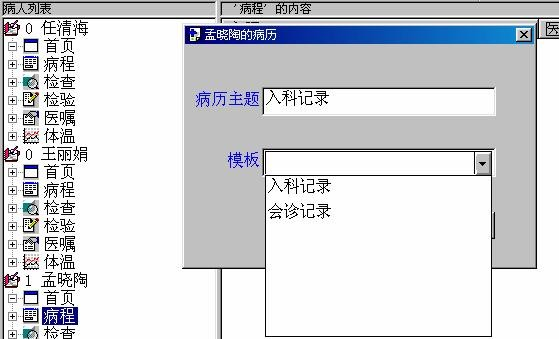 病人列表
'病程'的内容
0 任清海
首页
病程
检查
检验
医嘱
体温
0 王丽娟
首页
病程
检查
检验
医嘱
体温
1 孟晓陶
首页
病程
检查
医
孟晓陶的病历
病历主题 入科记录
模板
入科记录
会诊记录